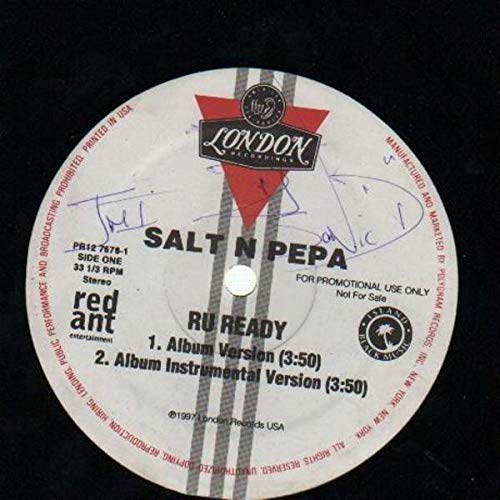 LONDON
RECORDINGS
SALT N PEPA
PR12 7676-1
SIDE ONE
33 1/3 RPM
Stereo
FOR PROMOTIONAL USE ONLY
Not For Sale
red
ant
entertainment
RU READY
1. Album Version (3:50)
2. Album Instrumental Version (3:50)
ISLAND
BLACK MUSIC
℗1997 London Records USA
MANUFACTURED AND MARKETED BY POLYGRAM RECORDS, INC. NEW YORK, NEW YORK
ALL RIGHTS RESERVED. UNAUTHORIZED COPYING, REPRODUCTION, HIRING, LENDING, PUBLIC PERFORMANCE AND BROADCASTING PROHIBITED. PRINTED IN USA